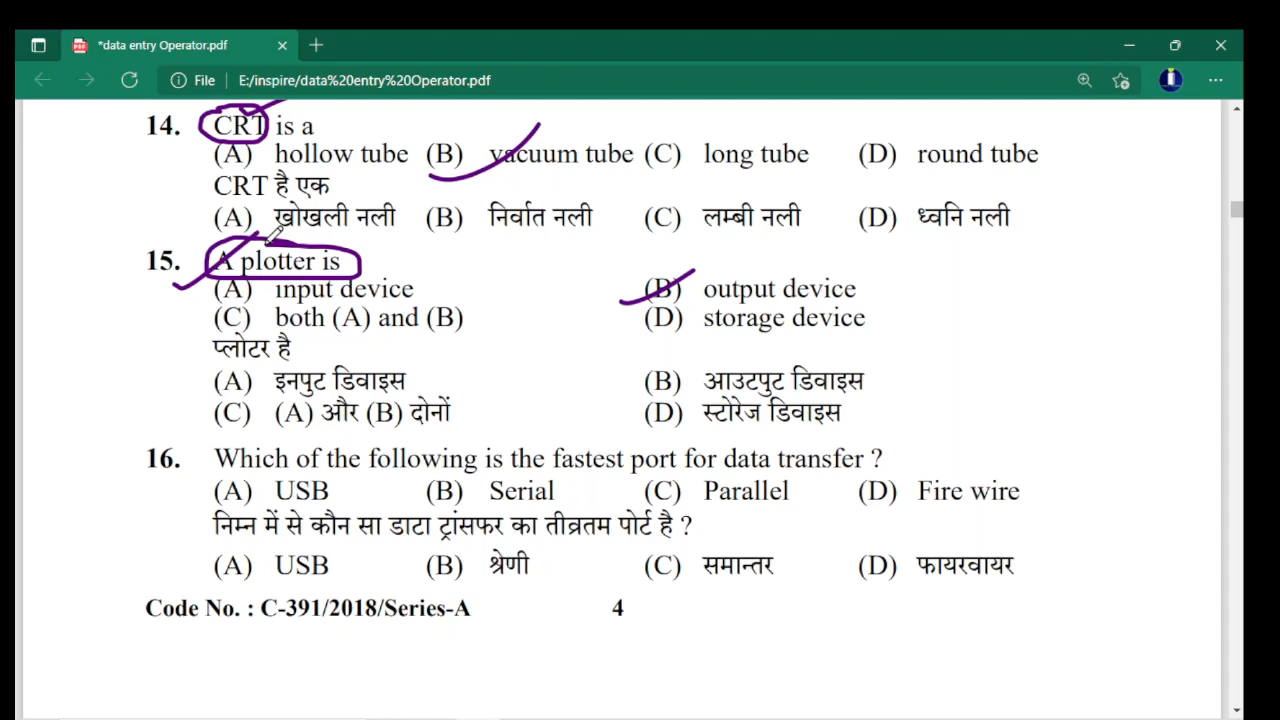 *data entry Operator.pdf
File E:/inspire/data%20entry%20Operator.pdf
14. CRT is a
(A) hollow tube (B) vacuum tube (C) long tube (D) round tube
CRT है एक
(A) खोखली नली (B) निर्वात नली (C) लम्बी नली (D) ध्वनि नली
15. A plotter is
(A) input device (B) output device
(C) both (A) and (B) (D) storage device
प्लोटर है
(A) इनपुट डिवाइस (B) आउटपुट डिवाइस
(C) (A) और (B) दोनों (D) स्टोरेज डिवाइस
16. Which of the following is the fastest port for data transfer ?
(A) USB (B) Serial (C) Parallel (D) Fire wire
निम्न में से कौन सा डाटा ट्रांसफर का तीव्रतम पोर्ट है ?
(A) USB (B) श्रेणी (C) समान्तर (D) फायरवायर
Code No. : C-391/2018/Series-A 4